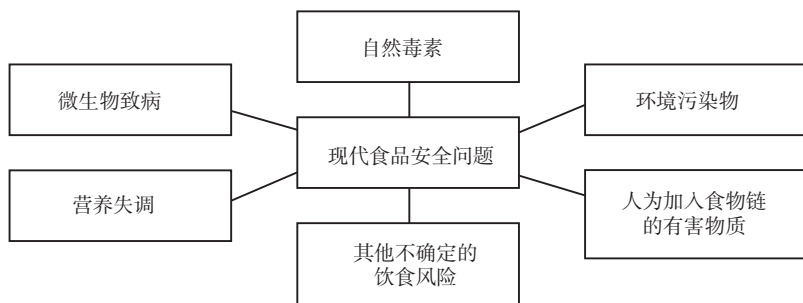 自然毒素
微生物致病
环境污染物
现代食品安全问题
营养失调
人为加入食物链
的有害物质
其他不确定的
饮食风险